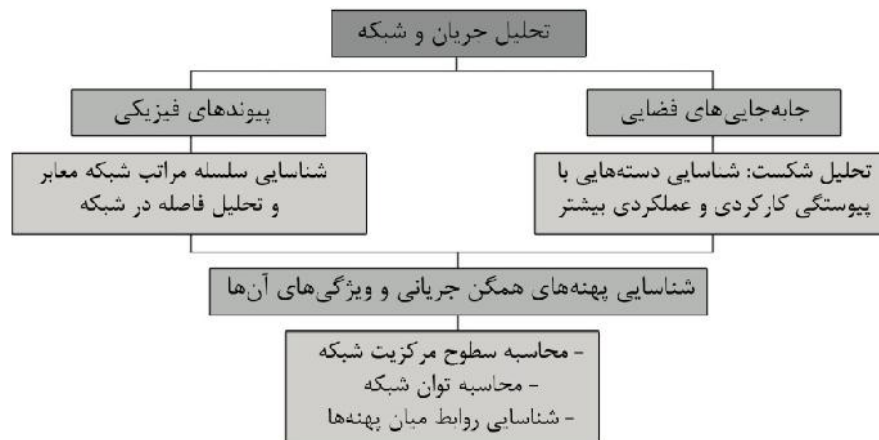 تحلیل جریان و شبکه
جابه‌جایی‌های فضایی
پیوندهای فیزیکی
تحلیل شکست: شناسایی دسته‌هایی با
پیوستگی کارکردی و عملکردی بیشتر
شناسایی سلسله مراتب شبکه معابر
و تحلیل فاصله در شبکه
شناسایی پهنه‌های همگن جریانی و ویژگی‌های آن‌ها
- محاسبه سطوح مرکزیت شبکه
- محاسبه توان شبکه
- شناسایی روابط میان پهنه‌ها